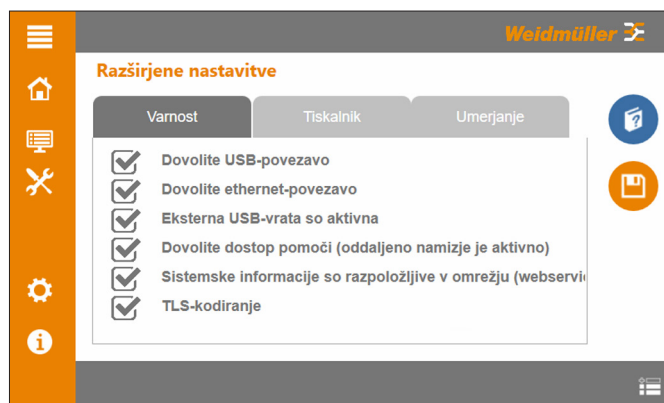 Weidmüller
Razširjene nastavitve
Varnost Tiskalnik Umerjanje
Dovolite USB-povezavo
Dovolite ethernet-povezavo
Eksterna USB-vrata so aktivna
Dovolite dostop pomoči (oddaljeno namizje je aktivno)
Sistemske informacije so razpoložljive v omrežju (webservi
TLS-kodiranje